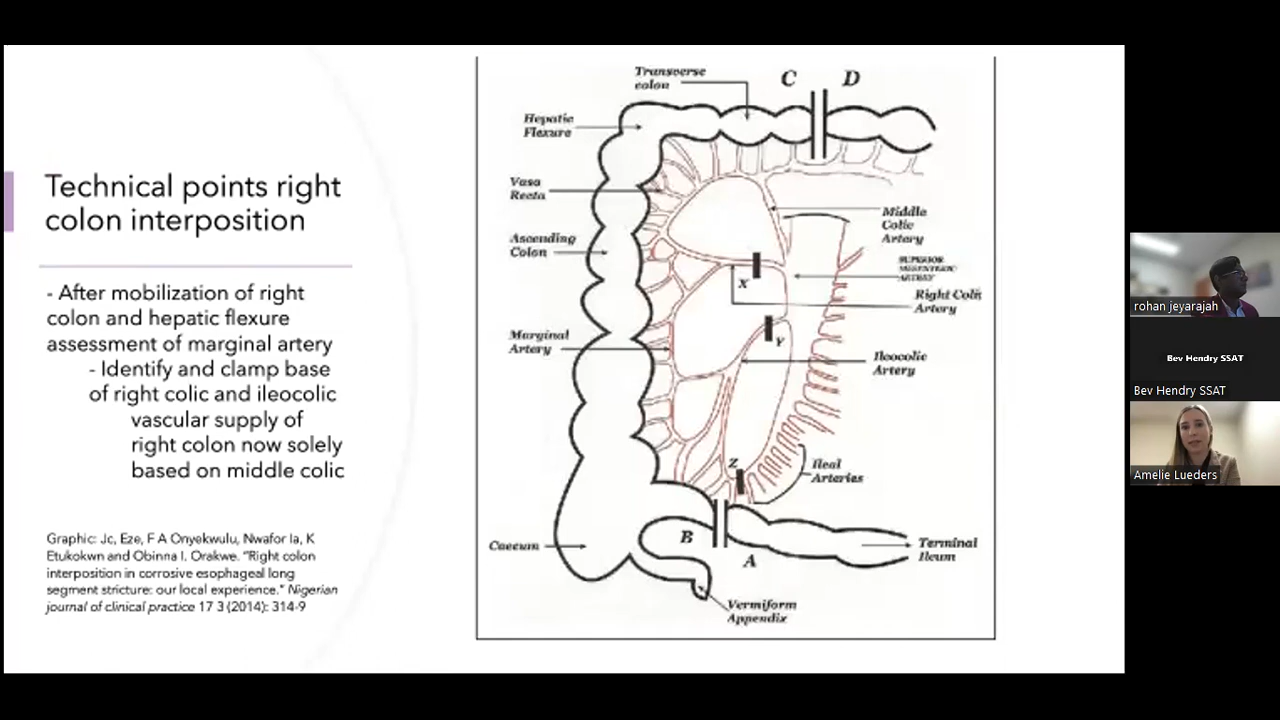 Technical points right
colon interposition
- After mobilization of right
colon and hepatic flexure
assessment of marginal artery
- Identify and clamp base
of right colic and ileocolic
vascular supply of
right colon now solely
based on middle colic
Graphic: Jc, Eze, F A Onyekwulu, Nwafor Ia, K
Etukokwn and Obinna I. Orakwe. "Right colon
interposition in corrosive esophageal long
segment stricture: our local experience." Nigerian
journal of clinical practice 17 3 (2014): 314-9
Transverse
colon
C
D
Hepatic
Flexure
Vasa
Recta
Middle
Colic
Artery
Ascending
Colon
SUPERIOR
MESENTERIC
ARTERY
X
Right Colic
Artery
Marginal
Artery
Y
Ileocolic
Artery
Z
Ileal
Arteries
B
A
Caecum
Terminal
Ileum
Vermiform
Appendix
rohan jeyarajah
Bev Hendry SSAT
Bev Hendry SSAT
Amelie Lueders